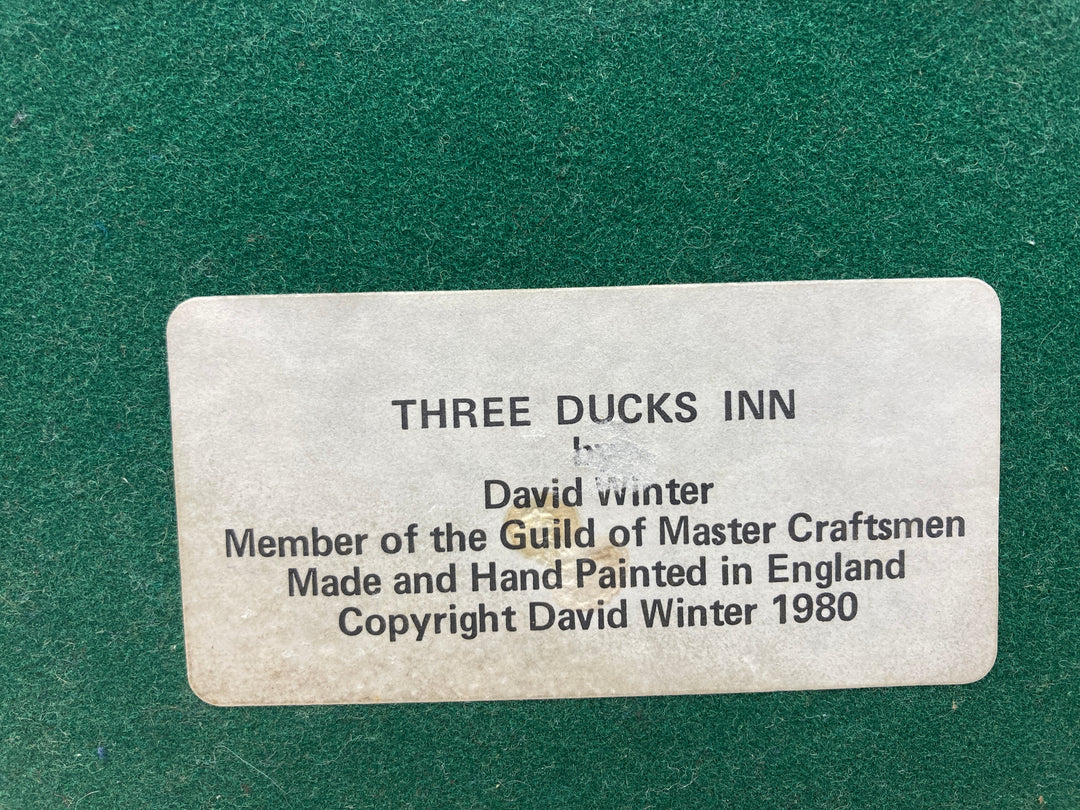 THREE DUCKS INN
David Winter
Member of the Guild of Master Craftsmen
Made and Hand Painted in England
Copyright David Winter 1980